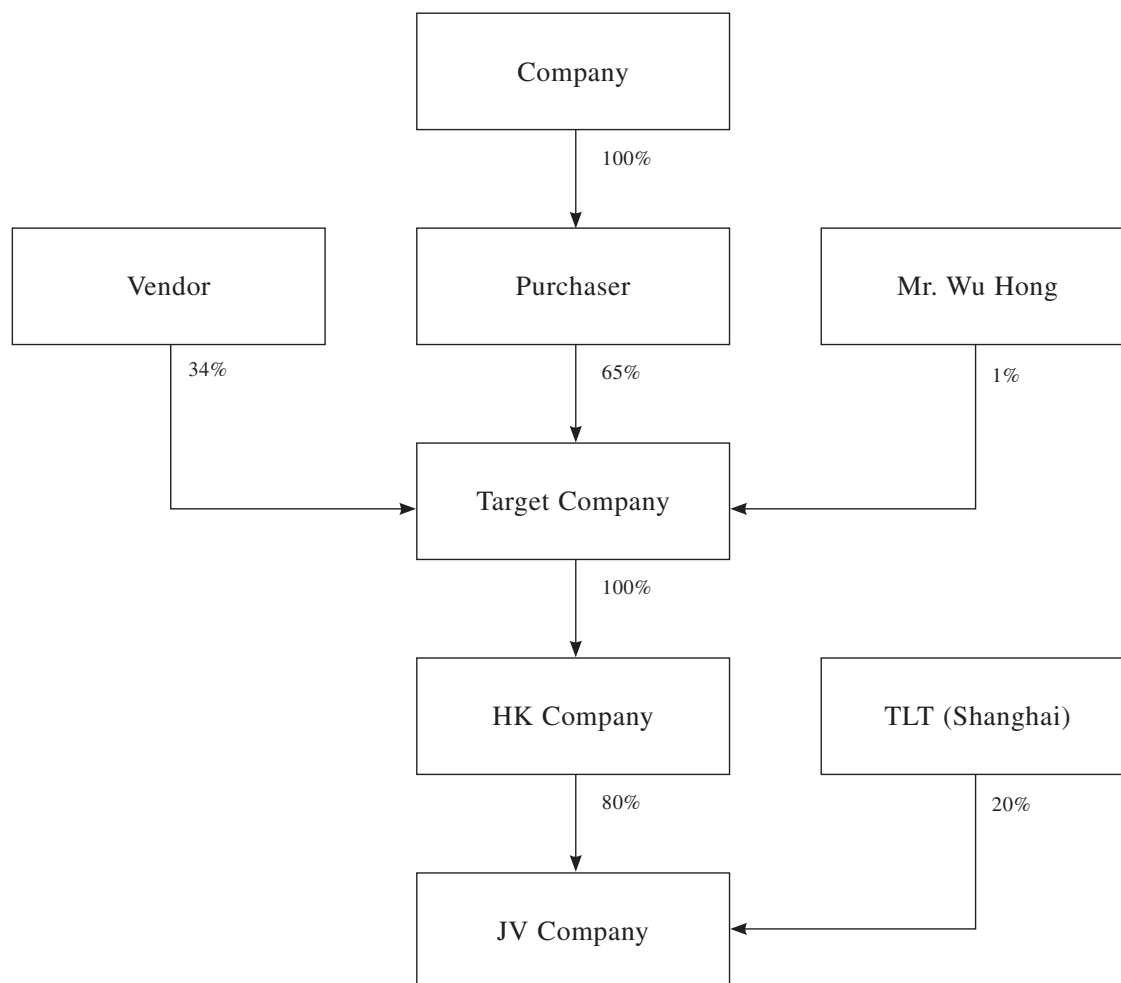 Company
100%
Vendor
Purchaser
Mr. Wu Hong
34%
65%
1%
Target Company
100%
HK Company
TLT (Shanghai)
80%
20%
JV Company